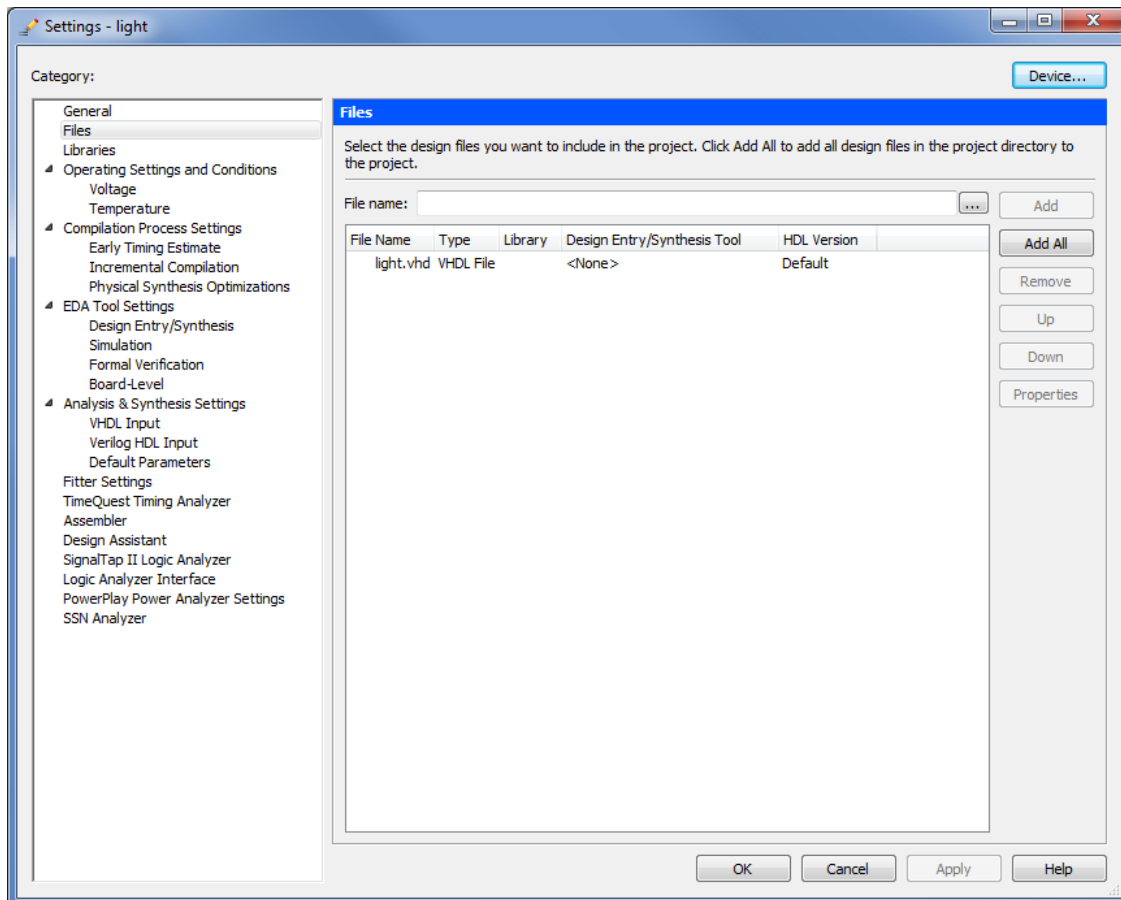 Settings - light
Category:
Device...
General
Files
Libraries
Operating Settings and Conditions
Voltage
Temperature
Compilation Process Settings
Early Timing Estimate
Incremental Compilation
Physical Synthesis Optimizations
EDA Tool Settings
Design Entry/Synthesis
Simulation
Formal Verification
Board-Level
Analysis & Synthesis Settings
VHDL Input
Verilog HDL Input
Default Parameters
Fitter Settings
TimeQuest Timing Analyzer
Assembler
Design Assistant
SignalTap II Logic Analyzer
Logic Analyzer Interface
PowerPlay Power Analyzer Settings
SSN Analyzer
Files
Select the design files you want to include in the project. Click Add All to add all design files in the project directory to
the project.
File name: ... Add
File Name Type Library Design Entry/Synthesis Tool HDL Version
light.vhd VHDL File <None> Default
Add All
Remove
Up
Down
Properties
OK Cancel Apply Help